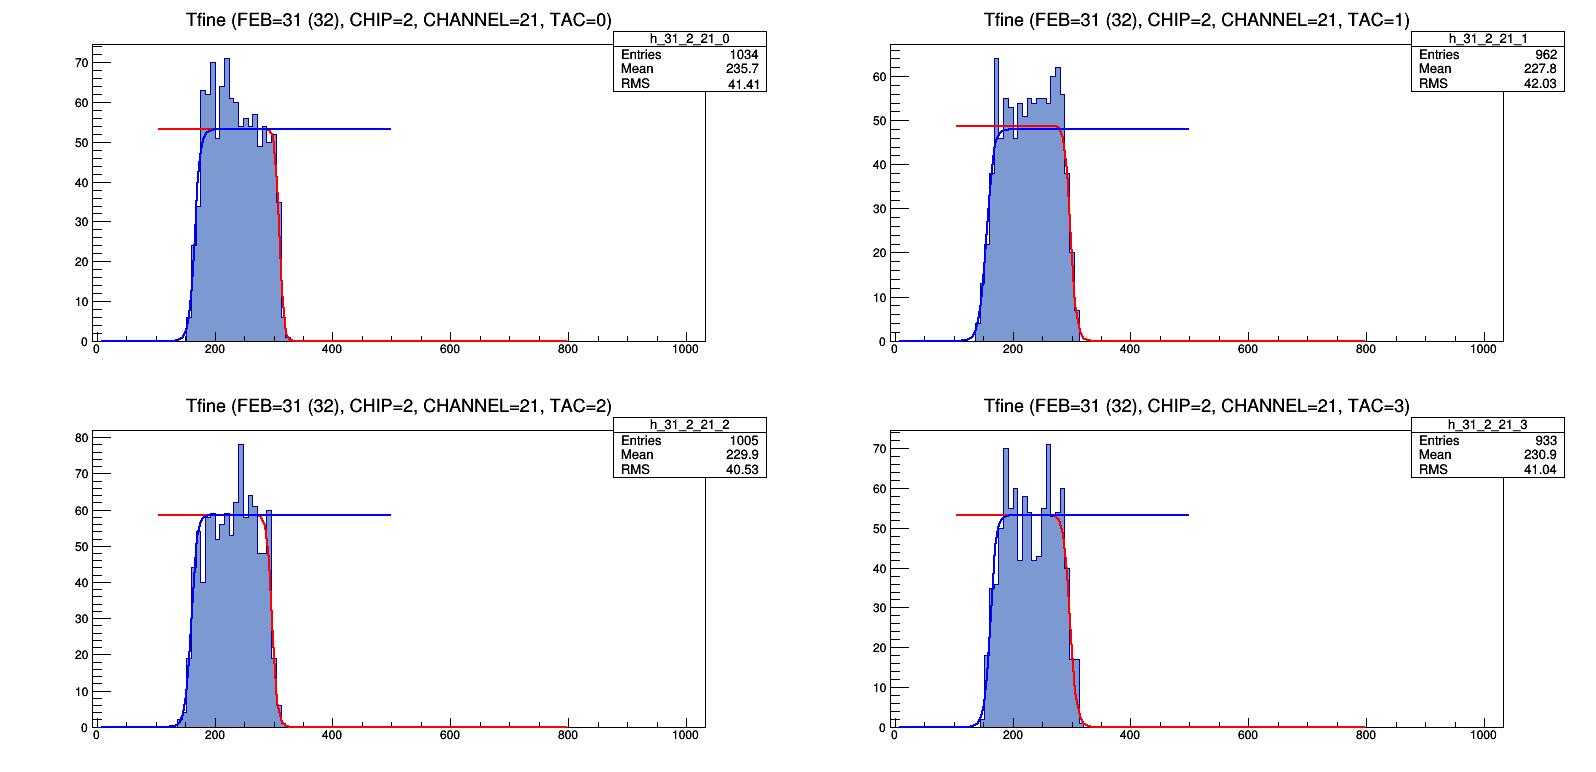 Tfine (FEB=31 (32), CHIP=2, CHANNEL=21, TAC=0)
h_31_2_21_0
Entries 1034
Mean 235.7
RMS 41.41
70
60
50
40
30
20
10
0
0 200 400 600 800 1000
Tfine (FEB=31 (32), CHIP=2, CHANNEL=21, TAC=1)
h_31_2_21_1
Entries 962
Mean 227.8
RMS 42.03
60
50
40
30
20
10
0
0 200 400 600 800 1000
Tfine (FEB=31 (32), CHIP=2, CHANNEL=21, TAC=2)
h_31_2_21_2
Entries 1005
Mean 229.9
RMS 40.53
80
70
60
50
40
30
20
10
0
0 200 400 600 800 1000
Tfine (FEB=31 (32), CHIP=2, CHANNEL=21, TAC=3)
h_31_2_21_3
Entries 933
Mean 230.9
RMS 41.04
70
60
50
40
30
20
10
0
0 200 400 600 800 1000